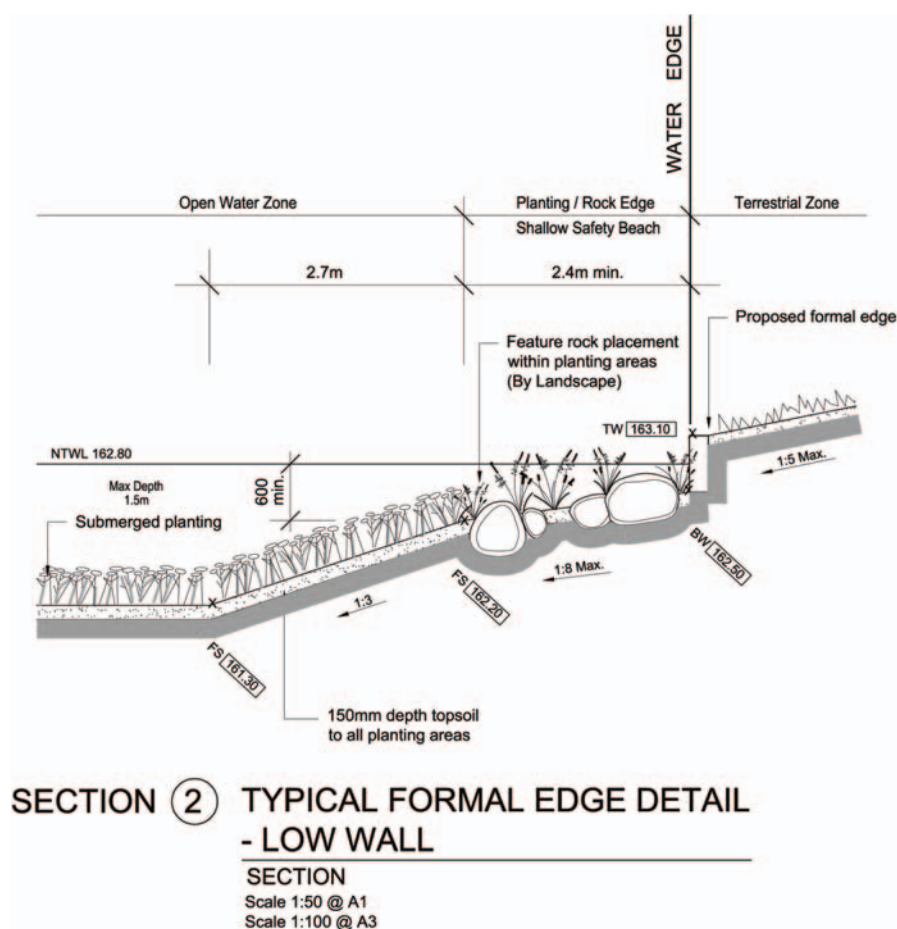 WATER EDGE
Open Water Zone
Planting / Rock Edge
Terrestrial Zone
Shallow Safety Beach
2.7m
2.4m min.
Proposed formal edge
Feature rock placement
within planting areas
(By Landscape)
TW 163.10
NTWL 162.80
1:5 Max.
Max Depth
1.5m
600
min.
Submerged planting
BW 162.50
FS 162.20
1:8 Max.
1:3
FS 161.30
150mm depth topsoil
to all planting areas
SECTION 2 TYPICAL FORMAL EDGE DETAIL
- LOW WALL
SECTION
Scale 1:50 @ A1
Scale 1:100 @ A3